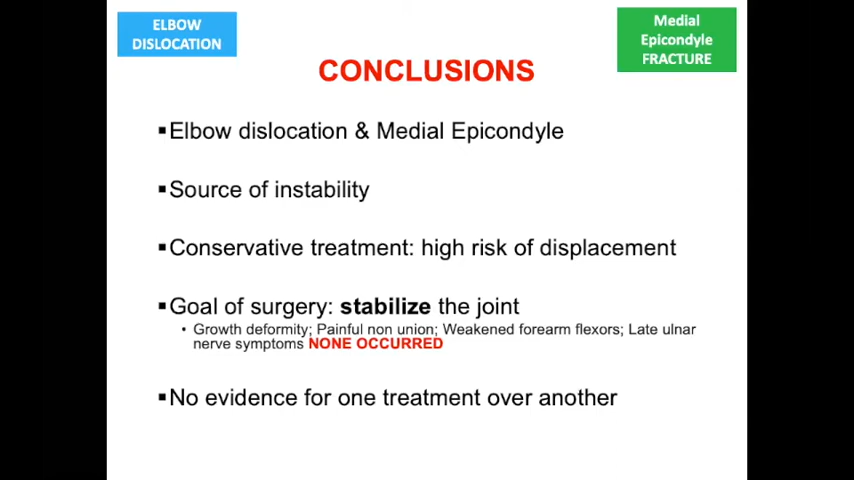 ELBOW
DISLOCATION
Medial
Epicondyle
FRACTURE
CONCLUSIONS
▪Elbow dislocation & Medial Epicondyle
▪Source of instability
▪Conservative treatment: high risk of displacement
▪Goal of surgery: stabilize the joint
• Growth deformity; Painful non union; Weakened forearm flexors; Late ulnar
nerve symptoms NONE OCCURRED
▪No evidence for one treatment over another